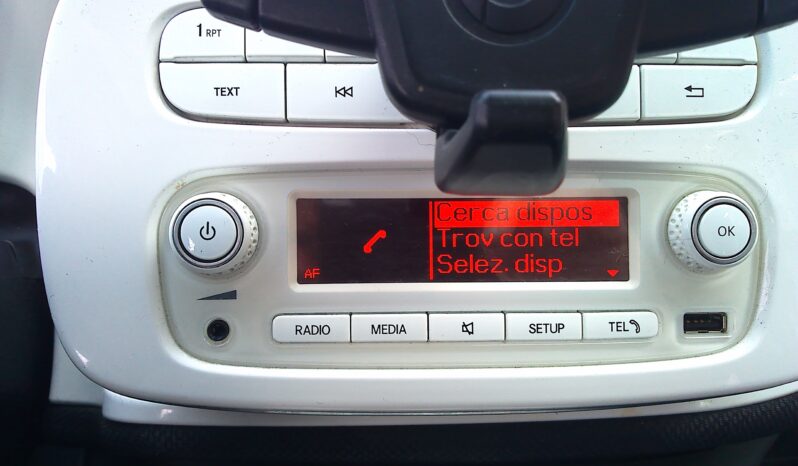 1 RPT
TEXT
Cerca dispos
Trov con tel
Selez. disp
AF
OK
RADIO
MEDIA
SETUP
TEL